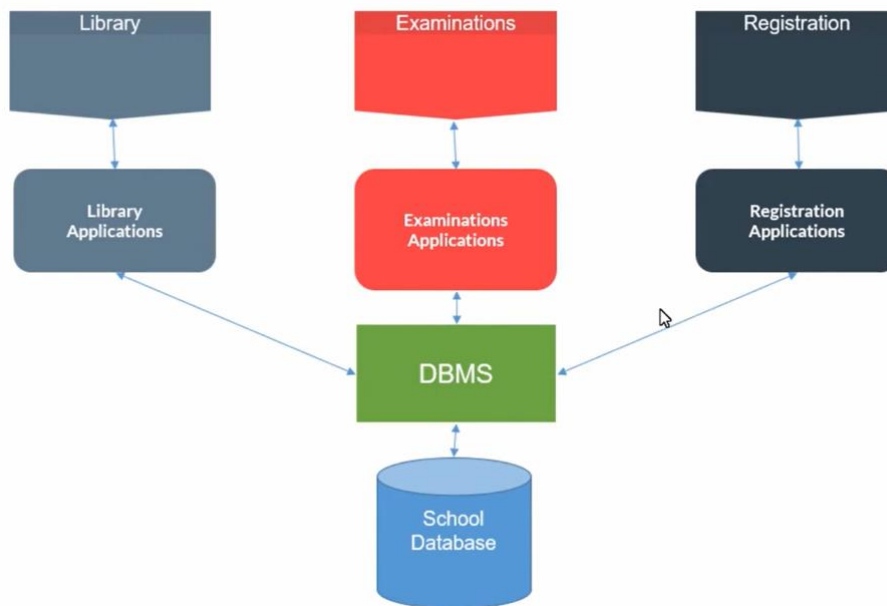 Library
Examinations
Registration
Library
Applications
Examinations
Applications
Registration
Applications
DBMS
School
Database